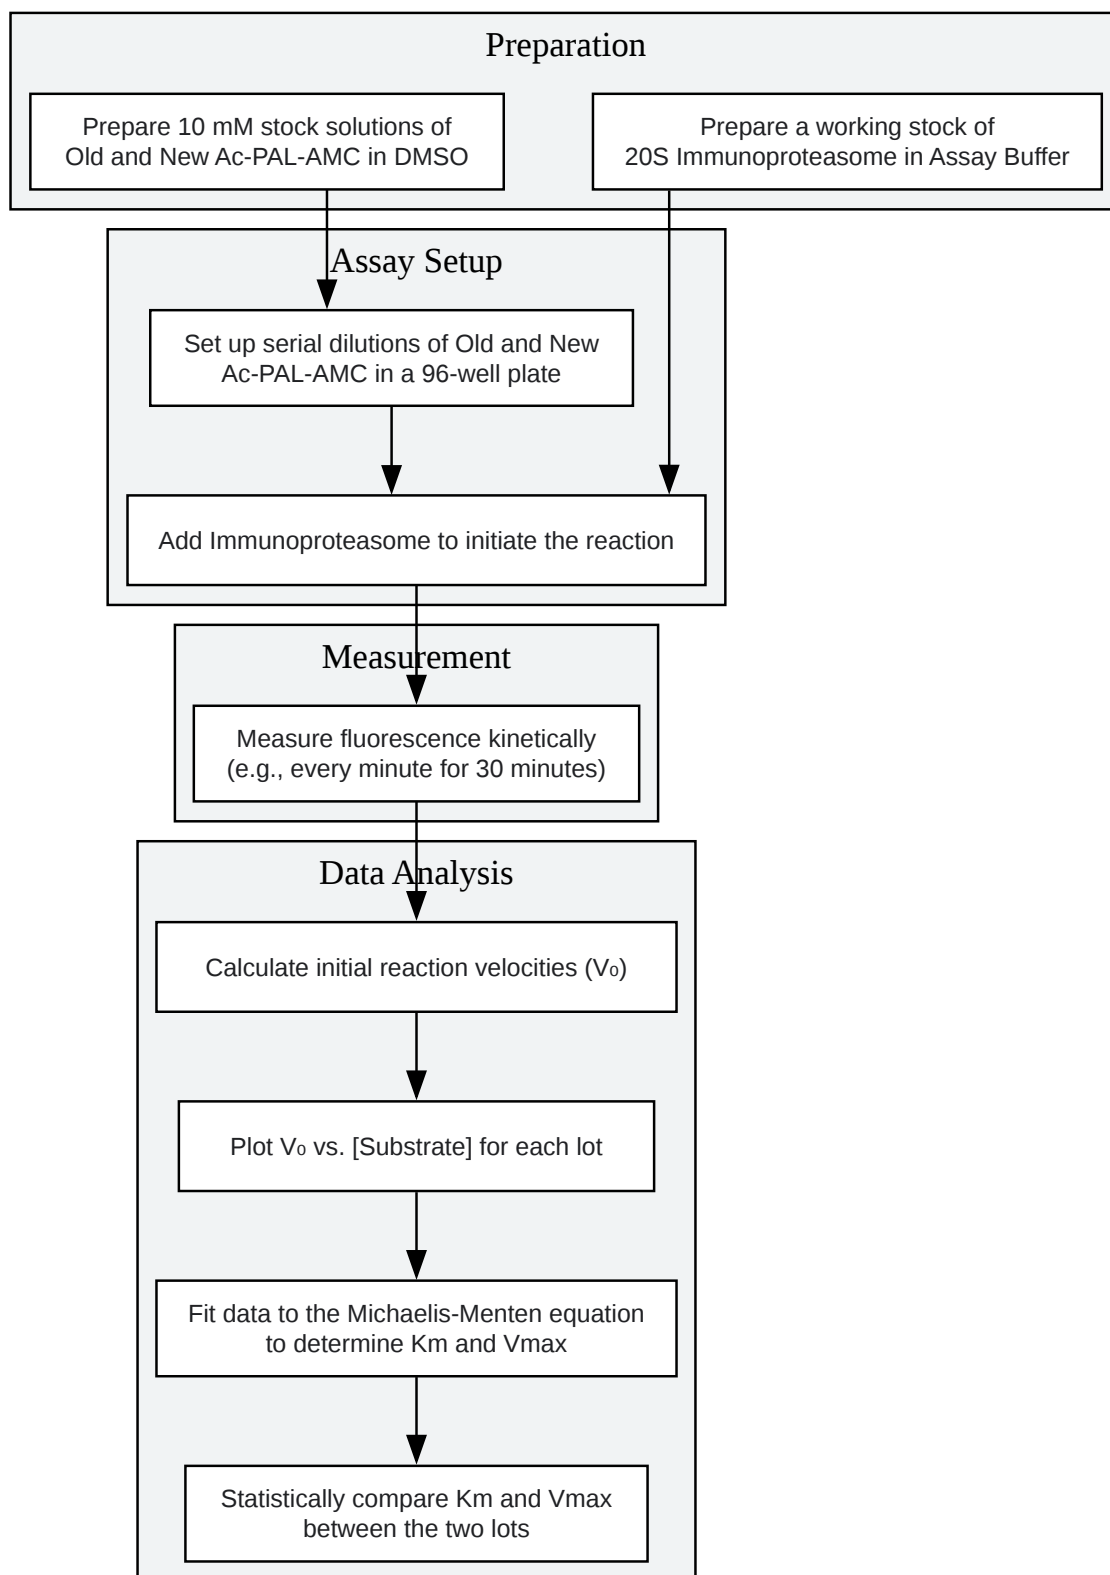 Preparation
Prepare 10 mM stock solutions of
Old and New Ac-PAL-AMC in DMSO
Prepare a working stock of
20S Immunoproteasome in Assay Buffer
Assay Setup
Set up serial dilutions of Old and New
Ac-PAL-AMC in a 96-well plate
Add Immunoproteasome to initiate the reaction
Measurement
Measure fluorescence kinetically
(e.g., every minute for 30 minutes)
Data Analysis
Calculate initial reaction velocities (V₀)
Plot V₀ vs. [Substrate] for each lot
Fit data to the Michaelis-Menten equation
to determine Km and Vmax
Statistically compare Km and Vmax
between the two lots